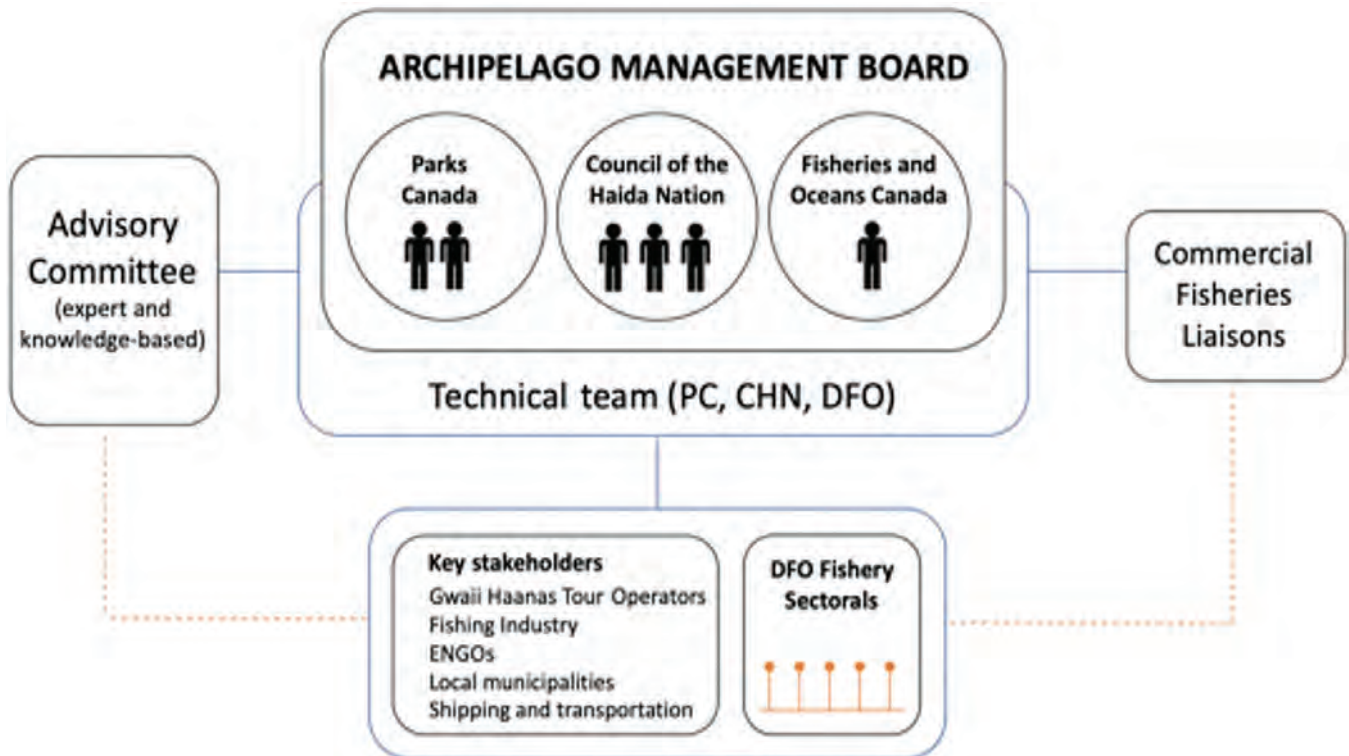 ARCHIPELAGO MANAGEMENT BOARD
Parks
Canada
Council of the
Haida Nation
Fisheries and
Oceans Canada
Advisory
Committee
(expert and
knowledge-based)
Commercial
Fisheries
Liaisons
Technical team (PC, CHN, DFO)
Key stakeholders
Gwaii Haanas Tour Operators
Fishing Industry
ENGOs
Local municipalities
Shipping and transportation
DFO Fishery
Sectorals